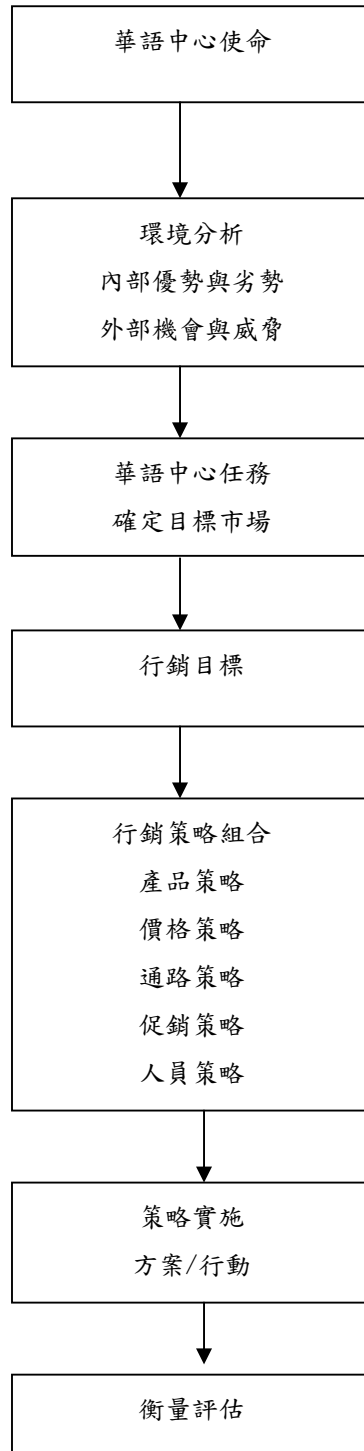 華語中心使命
環境分析
內部優勢與劣勢
外部機會與威脅
華語中心任務
確定目標市場
行銷目標
行銷策略組合
產品策略
價格策略
通路策略
促銷策略
人員策略
策略實施
方案/行動
衡量評估